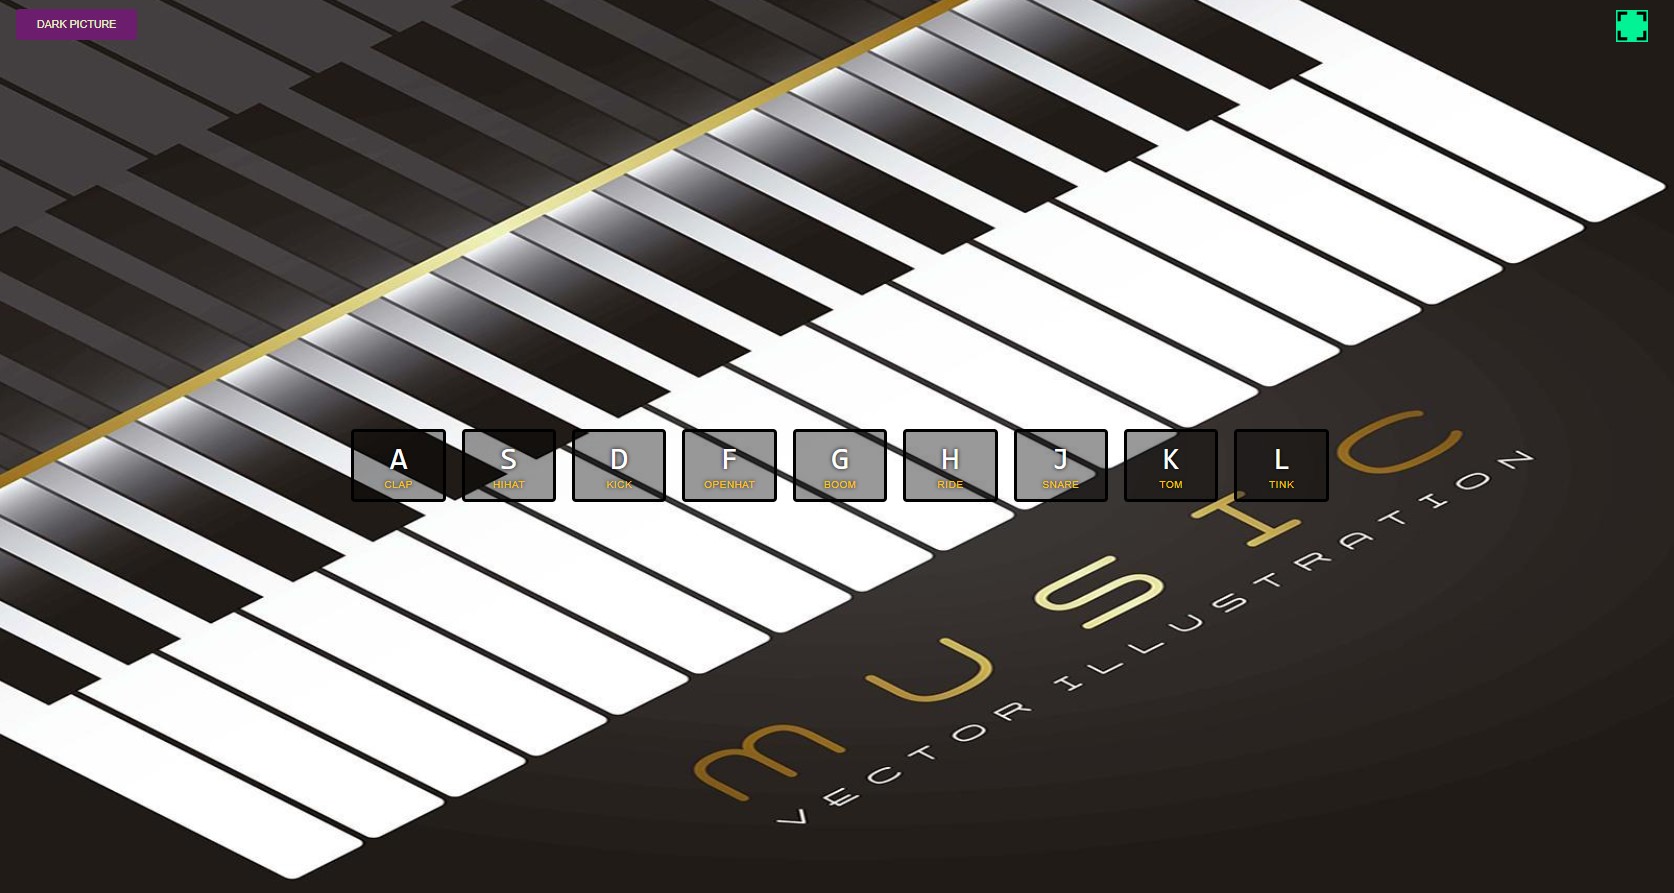 DARK PICTURE
A S D F G H J K L
CLAP HIHAT KICK OPENHAT BOOM RIDE SNARE TOM TINK
MUSIC
VECTOR ILLUSTRATION